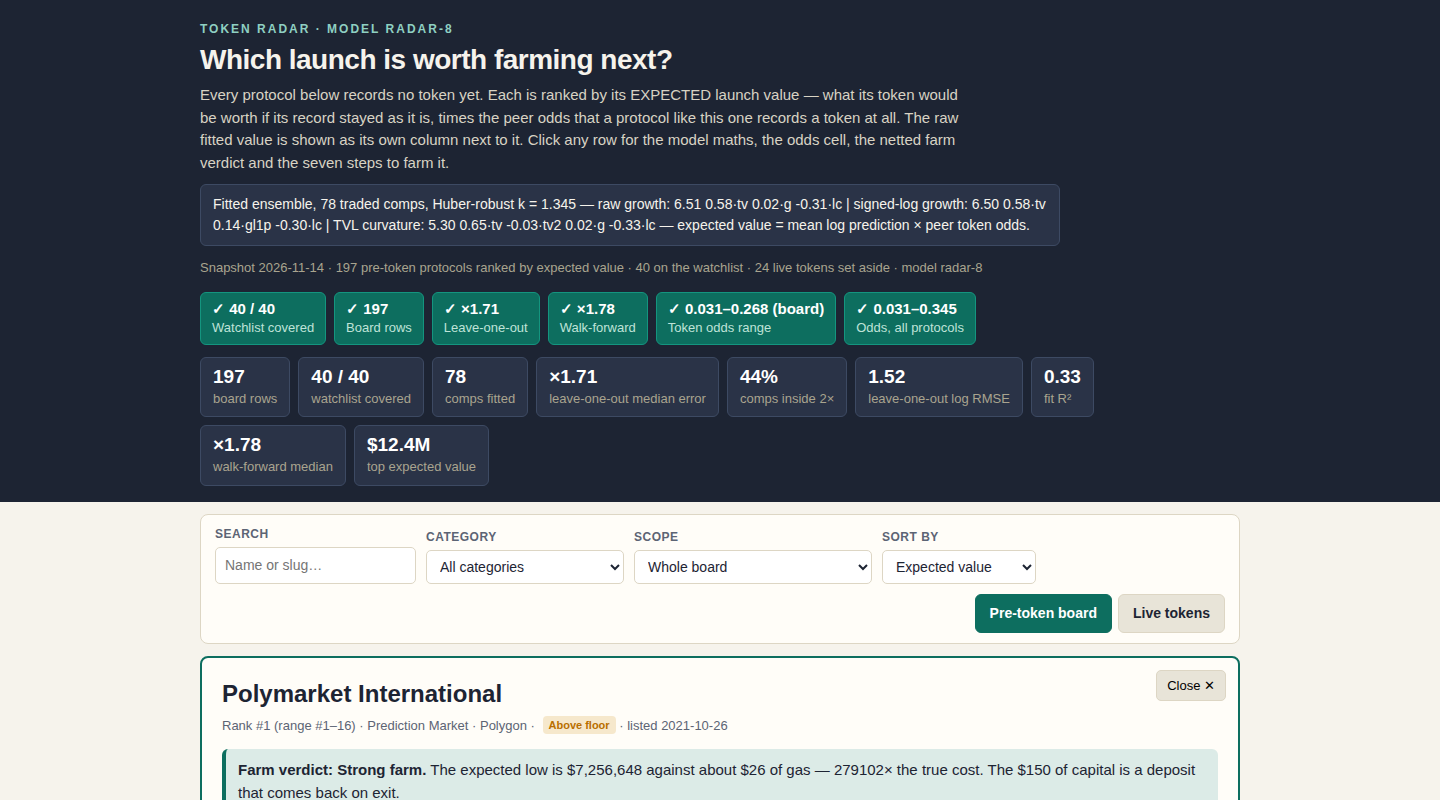 TOKEN RADAR · MODEL RADAR-8
Which launch is worth farming next?
Every protocol below records no token yet. Each is ranked by its EXPECTED launch value — what its token would
be worth if its record stayed as it is, times the peer odds that a protocol like this one records a token at all. The raw
fitted value is shown as its own column next to it. Click any row for the model maths, the odds cell, the netted farm
verdict and the seven steps to farm it.
Fitted ensemble, 78 traded comps, Huber-robust k = 1.345 — raw growth: 6.51 0.58·tv 0.02·g -0.31·lc | signed-log growth: 6.50 0.58·tv
0.14·gl1p -0.30·lc | TVL curvature: 5.30 0.65·tv -0.03·tv2 0.02·g -0.33·lc — expected value = mean log prediction × peer token odds.
Snapshot 2026-11-14 · 197 pre-token protocols ranked by expected value · 40 on the watchlist · 24 live tokens set aside · model radar-8
✓ 40 / 40
Watchlist covered
✓ 197
Board rows
✓ ×1.71
Leave-one-out
✓ ×1.78
Walk-forward
✓ 0.031–0.268 (board)
Token odds range
✓ 0.031–0.345
Odds, all protocols
197
board rows
40 / 40
watchlist covered
78
comps fitted
×1.71
leave-one-out median error
44%
comps inside 2×
1.52
leave-one-out log RMSE
0.33
fit R²
×1.78
walk-forward median
$12.4M
top expected value
SEARCH
Name or slug…
CATEGORY
All categories
SCOPE
Whole board
SORT BY
Expected value
Pre-token board
Live tokens
Polymarket International
Close ✕
Rank #1 (range #1–16) · Prediction Market · Polygon · Above floor · listed 2021-10-26
Farm verdict: Strong farm. The expected low is $7,256,648 against about $26 of gas — 279102× the true cost. The $150 of capital is a deposit
that comes back on exit.